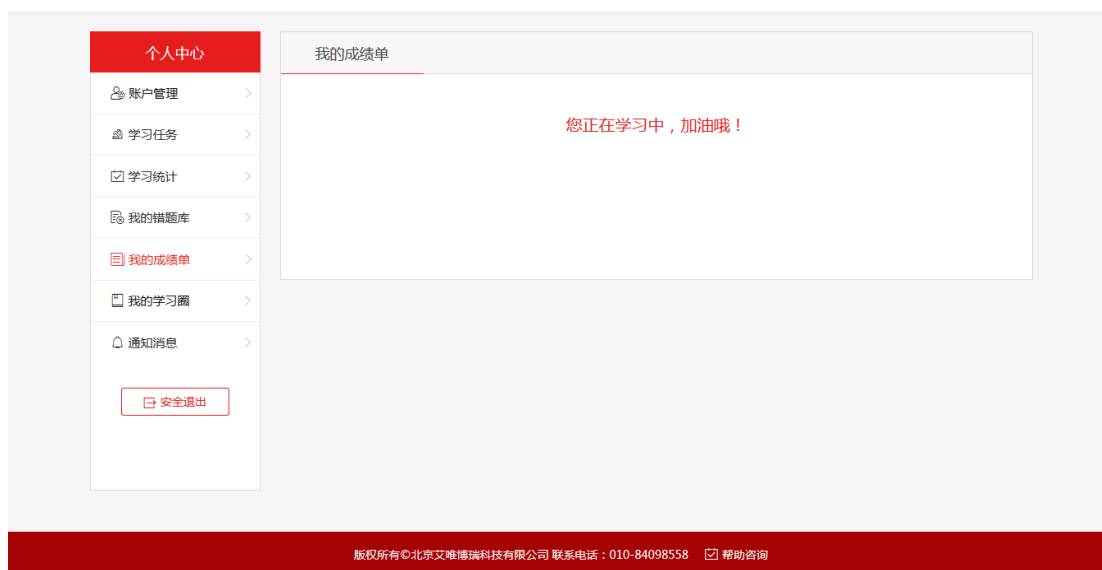 个人中心
账户管理
学习任务
学习统计
我的错题库
我的成绩单
我的学习圈
通知消息
安全退出
我的成绩单
您正在学习中，加油哦！
版权所有©北京艾唯博瑞科技有限公司 联系电话：010-84098558 帮助咨询